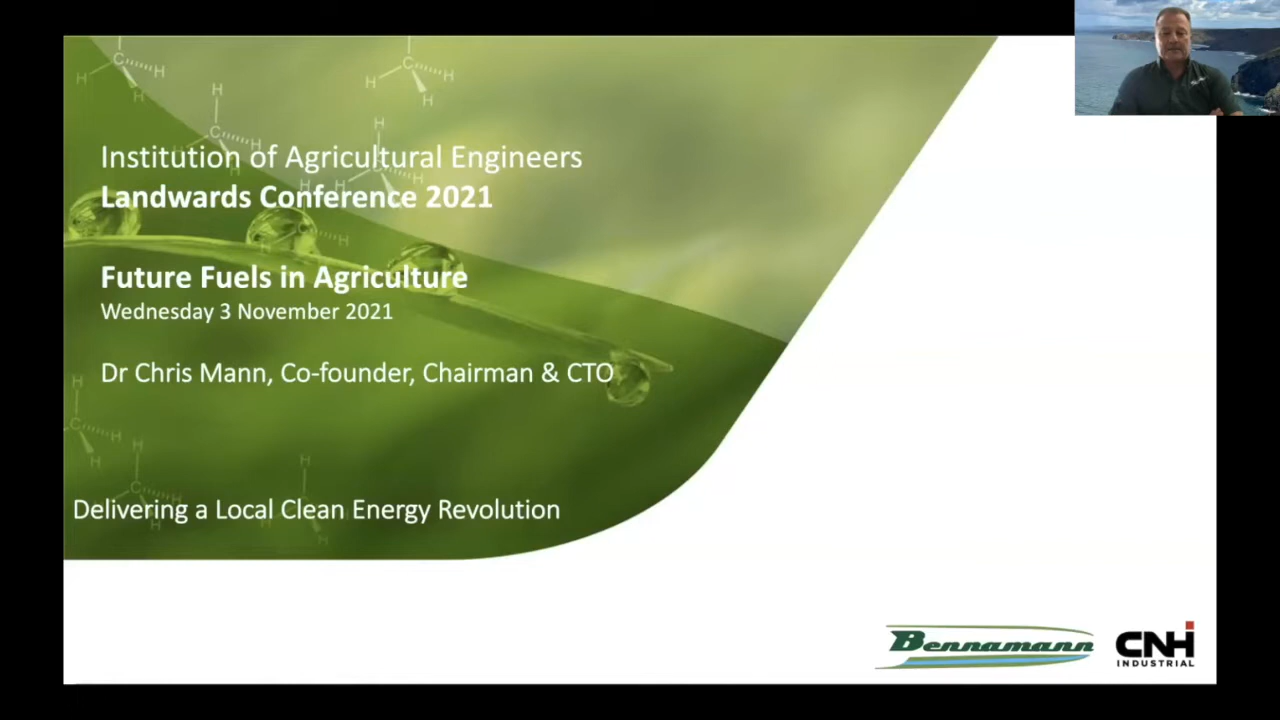 Institution of Agricultural Engineers
Landwards Conference 2021
Future Fuels in Agriculture
Wednesday 3 November 2021
Dr Chris Mann, Co-founder, Chairman & CTO
Delivering a Local Clean Energy Revolution
Bennamann
CNH
INDUSTRIAL